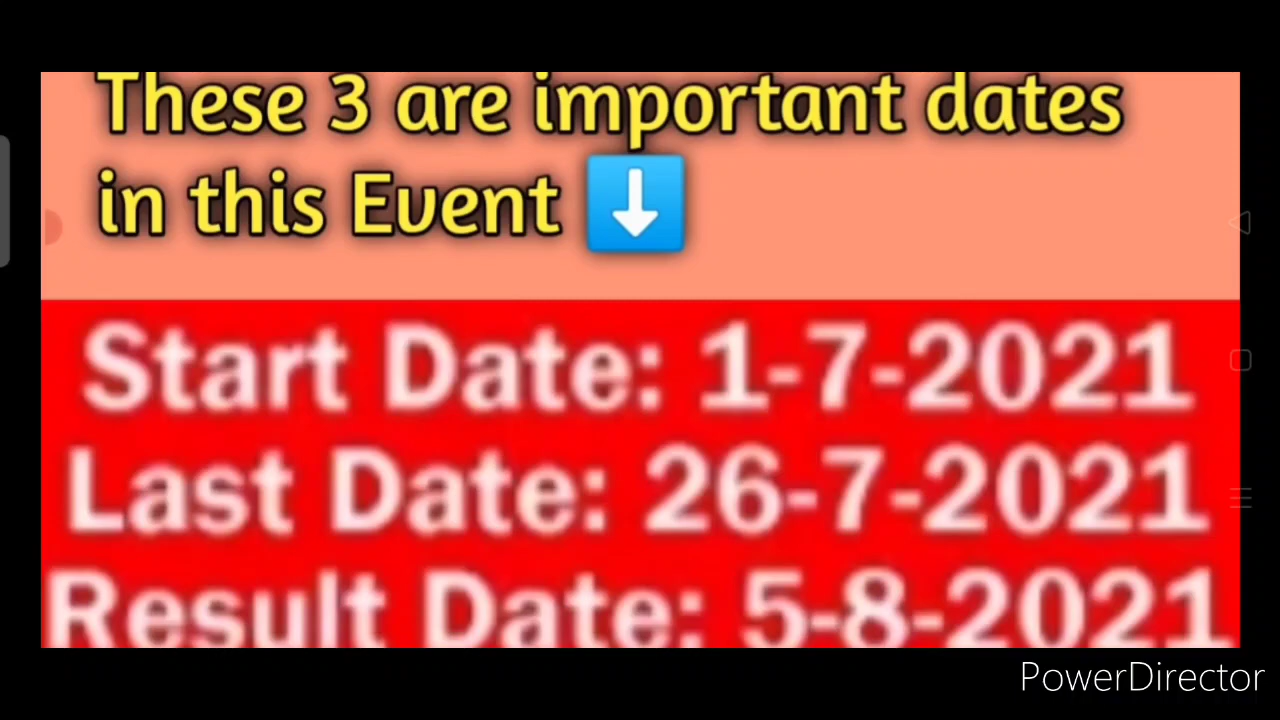 These 3 are important dates
in this Event ⬇️
Start Date: 1-7-2021
Last Date: 26-7-2021
Result Date: 5-8-2021
PowerDirector